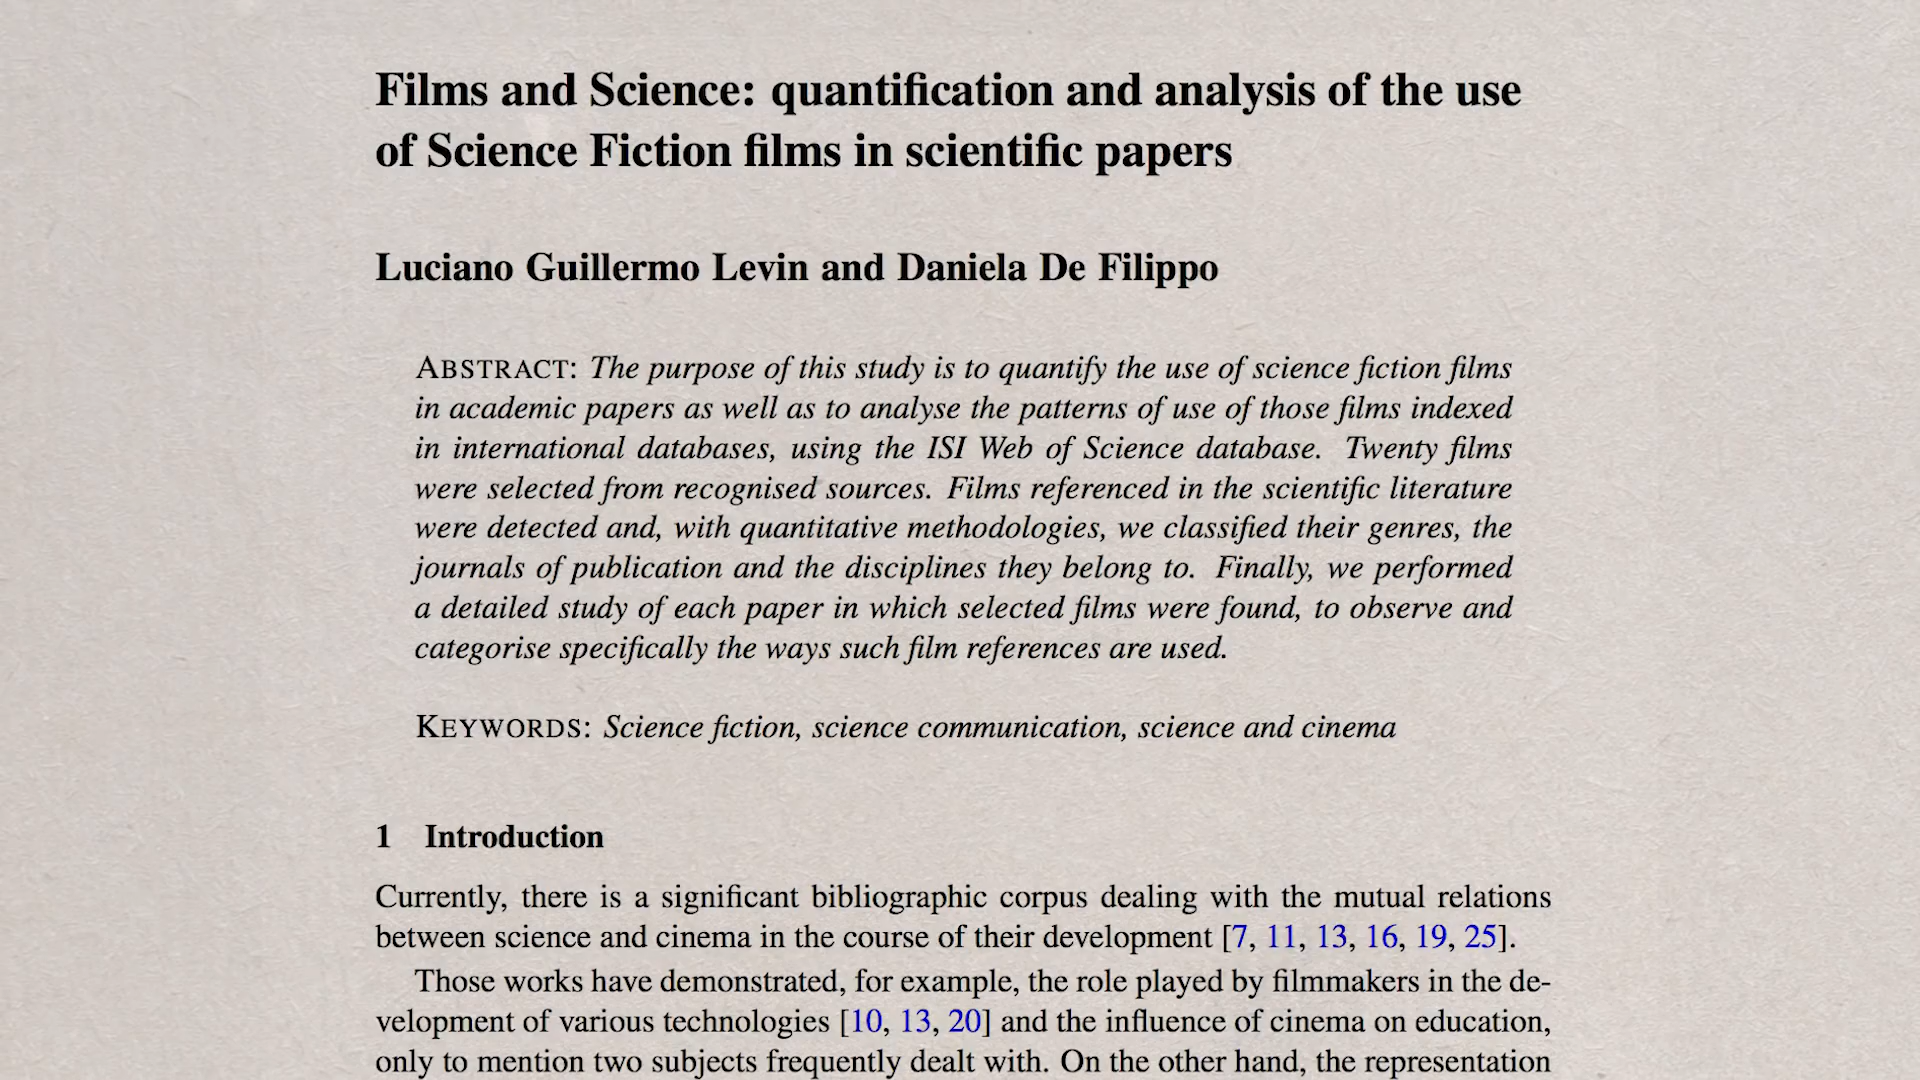 Films and Science: quantification and analysis of the use
of Science Fiction films in scientific papers
Luciano Guillermo Levin and Daniela De Filippo
ABSTRACT: The purpose of this study is to quantify the use of science fiction films
in academic papers as well as to analyse the patterns of use of those films indexed
in international databases, using the ISI Web of Science database. Twenty films
were selected from recognised sources. Films referenced in the scientific literature
were detected and, with quantitative methodologies, we classified their genres, the
journals of publication and the disciplines they belong to. Finally, we performed
a detailed study of each paper in which selected films were found, to observe and
categorise specifically the ways such film references are used.
KEYWORDS: Science fiction, science communication, science and cinema
1 Introduction
Currently, there is a significant bibliographic corpus dealing with the mutual relations
between science and cinema in the course of their development [7, 11, 13, 16, 19, 25].
Those works have demonstrated, for example, the role played by filmmakers in the de-
velopment of various technologies [10, 13, 20] and the influence of cinema on education,
only to mention two subjects frequently dealt with. On the other hand, the representation